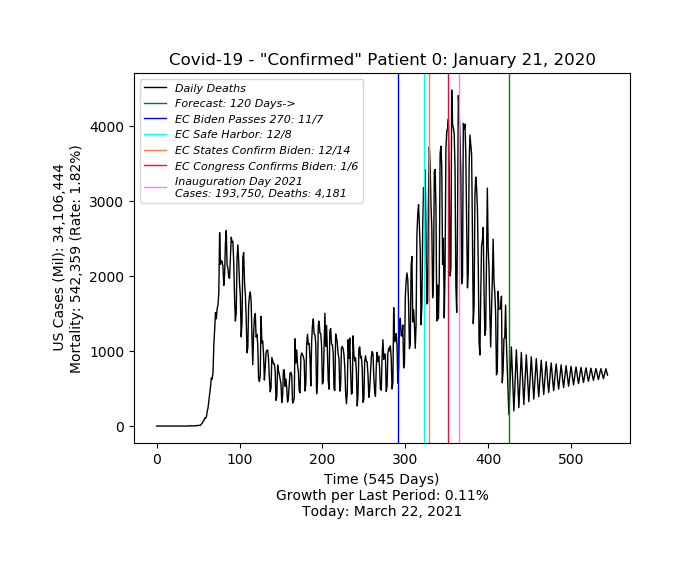 Covid-19 - "Confirmed" Patient 0: January 21, 2020
Daily Deaths
Forecast: 120 Days->
EC Biden Passes 270: 11/7
EC Safe Harbor: 12/8
EC States Confirm Biden: 12/14
EC Congress Confirms Biden: 1/6
Inauguration Day 2021
Cases: 193,750, Deaths: 4,181
US Cases (Mil): 34,106,444
Mortality: 542,359 (Rate: 1.82%)
4000
3000
2000
1000
0
0 100 200 300 400 500
Time (545 Days)
Growth per Last Period: 0.11%
Today: March 22, 2021